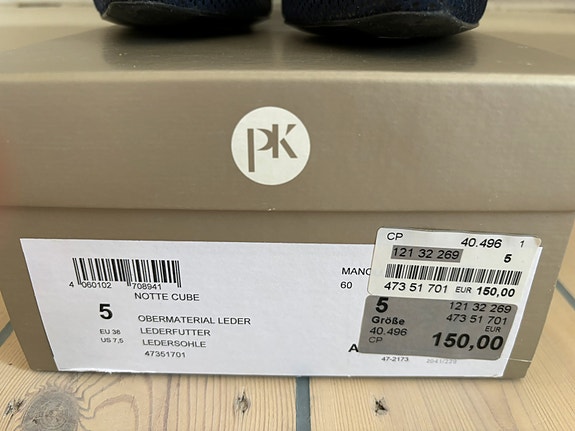 PK
CP 40.496 1
121 32 269 5
473 51 701 EUR 150,00
5 121 32 269
Größe 473 51 701
40.496 EUR
CP 150,00
4 060102 708941
NOTTE CUBE
MANO
60
5 OBERMATERIAL LEDER
EU 38 LEDERFUTTER
US 7,5 LEDERSOHLE
47351701
A
47-2173